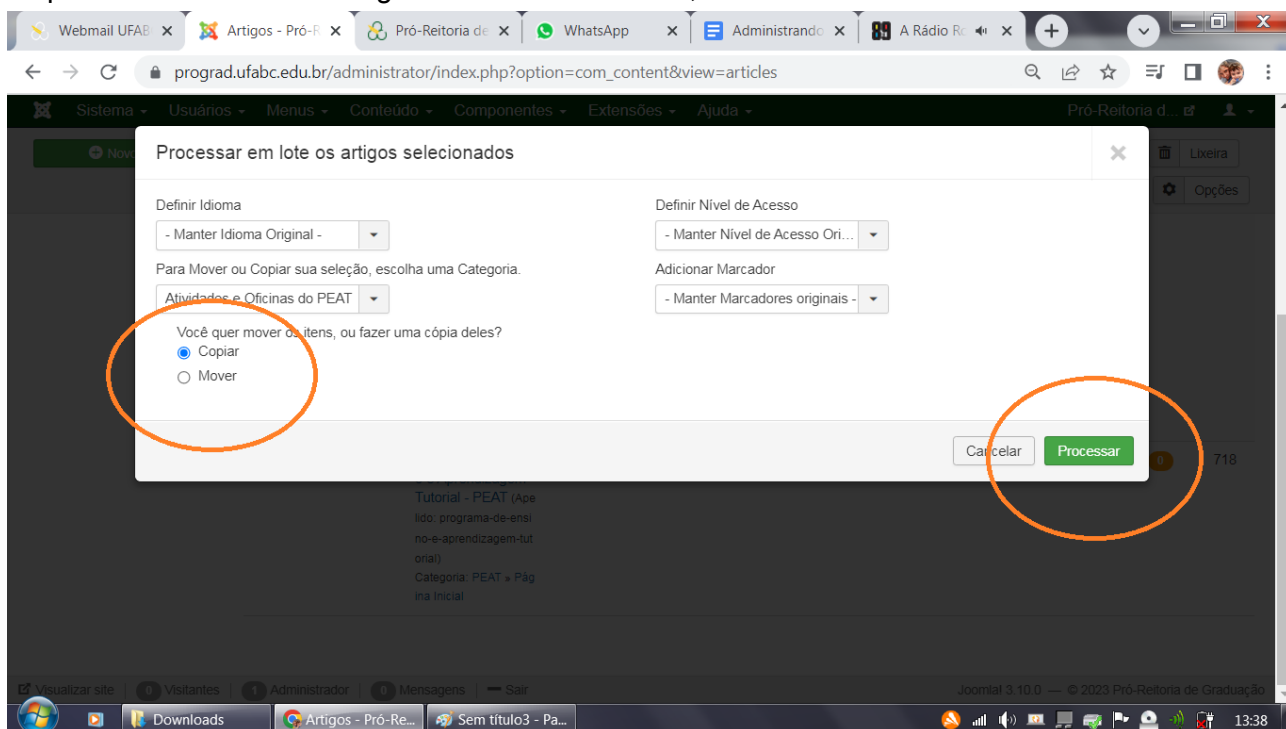 Webmail UFAB
Artigos - Pró-R
Pró-Reitoria de
WhatsApp
Administrando
A Rádio Ro
prograd.ufabc.edu.br/administrator/index.php?option=com_content&view=articles
Sistema
Usuários
Menus
Conteúdo
Componentes
Extensões
Ajuda
Pró-Reitoria d...
Novo
Lixeira
Opções
Processar em lote os artigos selecionados
Definir Idioma
Definir Nível de Acesso
- Manter Idioma Original -
- Manter Nível de Acesso Ori...
Para Mover ou Copiar sua seleção, escolha uma Categoria.
Adicionar Marcador
Atividades e Oficinas do PEAT
- Manter Marcadores originais -
Você quer mover os itens, ou fazer uma cópia deles?
Copiar
Mover
Cancelar
Processar
0
718
Tutorial - PEAT (Ape
lido: programa-de-ensi
no-e-aprendizagem-tut
orial)
Categoria: PEAT » Pág
ina Inicial
Visualizar site
0 Visitantes
1 Administrador
0 Mensagens
Sair
Joomla! 3.10.0 — © 2023 Pró-Reitoria de Graduação
Downloads
Artigos - Pró-Re...
Sem título3 - Pa...
13:38